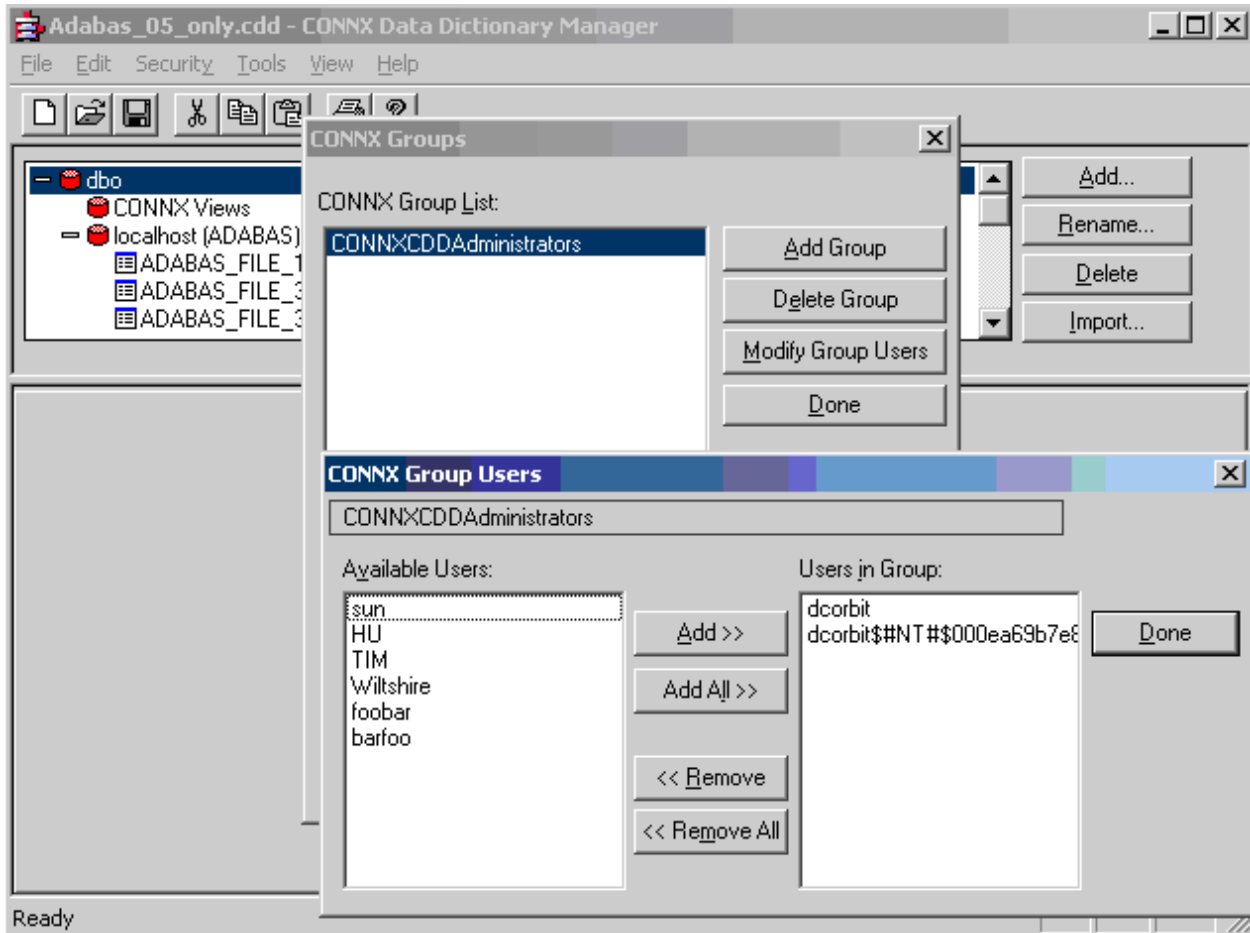 Adabas_05_only.cdd - CONNX Data Dictionary Manager
File Edit Security Tools View Help
dbo
CONNX Views
localhost (ADABAS)
ADABAS_FILE_1
ADABAS_FILE_3
ADABAS_FILE_3
Add...
Rename...
Delete
Import...
CONNX Groups
CONNX Group List:
CONNXCDDAdministrators
Add Group
Delete Group
Modify Group Users
Done
CONNX Group Users
CONNXCDDAdministrators
Available Users:
sun
HU
TIM
Wiltshire
foobar
barfoo
Add >>
Add All >>
<< Remove
<< Remove All
Users in Group:
dcorbit
dcorbit$#NT#$000ea69b7e8
Done
Ready